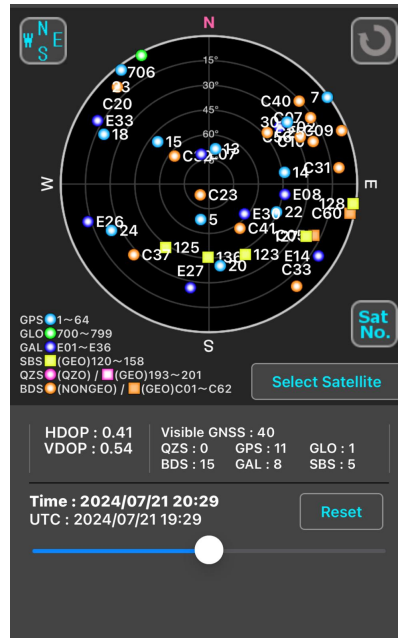 N
W E
S
N
15°
30°
45°
60°
706
23
C20
E33
18
15
13
C40
7
30
C09
C10
C31
14
E08
128
C60
C23
5
E30
22
C41
E26
24
C37
125
136
123
20
E27
E14
C33
W
E
S
GPS 1~64
GLO 700~799
GAL E01~E36
SBS (GEO)120~158
QZS (QZO) / (GEO)193~201
BDS (NONGEO) / (GEO)C01~C62
Sat
No.
Select Satellite
HDOP : 0.41
VDOP : 0.54
Visible GNSS : 40
QZS : 0 GPS : 11 GLO : 1
BDS : 15 GAL : 8 SBS : 5
Time : 2024/07/21 20:29
UTC : 2024/07/21 19:29
Reset